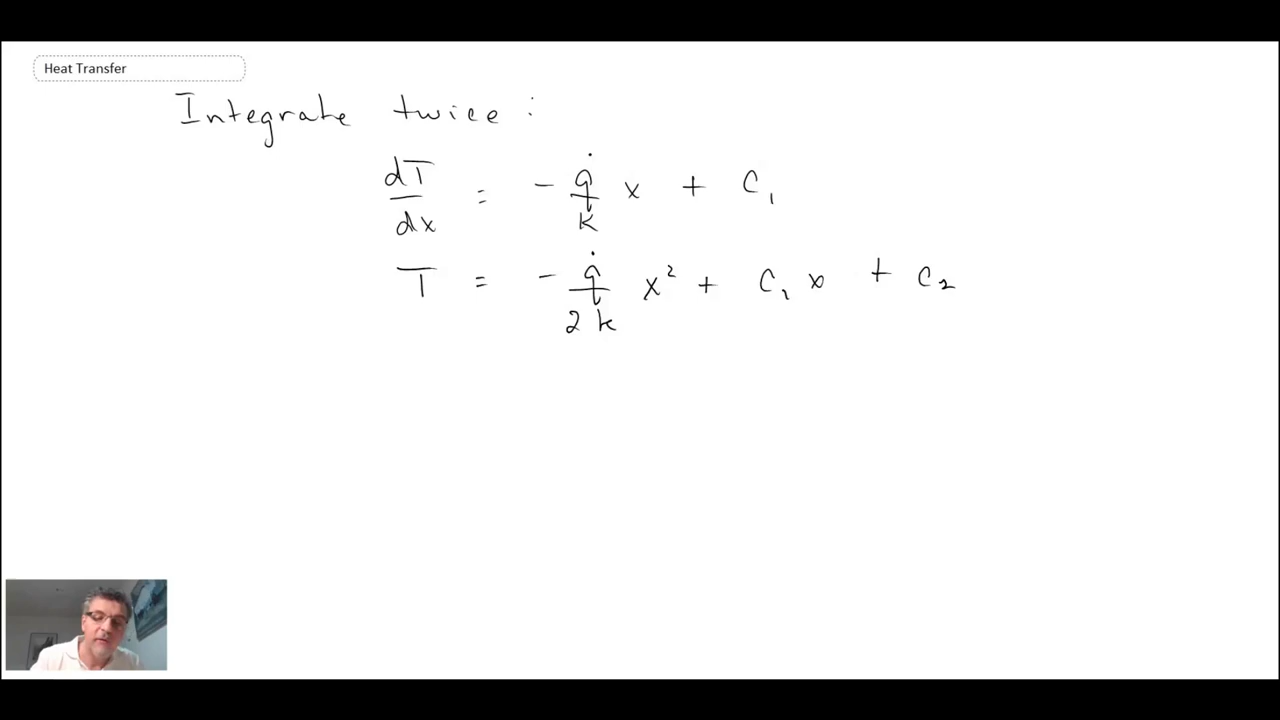 Heat Transfer
Integrate twice :
dT/dx = - q̇/k x + C₁
T = - q̇/2k x² + C₁ x + C₂